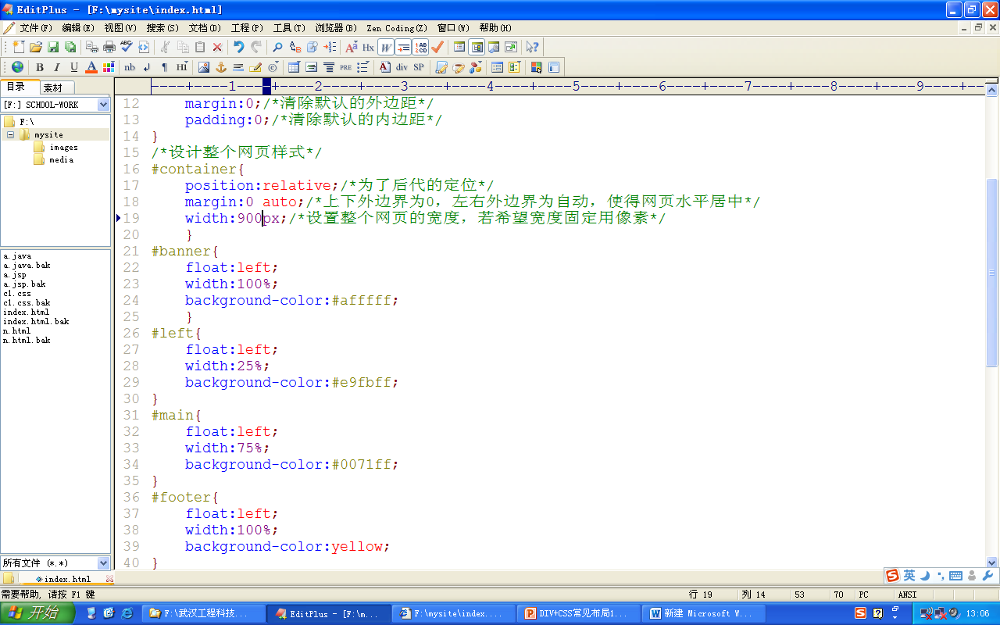 EditPlus - [F:\mysite\index.html]
文件(F) 编辑(E) 视图(V) 搜索(S) 文档(D) 工程(P) 工具(T) 浏览器(B) Zen Coding(Z) 窗口(W) 帮助(H)
Hx W
B I U A nb ¶ HI PRE A div SP
目录 素材
[F:] SCHOOL-WORK
F:\
mysite
images
media
a.java
a.java.bak
a.jsp
a.jsp.bak
c1.css
c1.css.bak
index.html
index.html.bak
n.html
n.html.bak
所有文件 (*.*)
index.html
----+----1----+----2----+----3----+----4----+----5----+----6----+----7----+----8----+----9----+--
12 margin:0;/*清除默认的外边距*/
13 padding:0;/*清除默认的内边距*/
14 }
15 /*设计整个网页样式*/
16 #container{
17 position:relative;/*为了后代的定位*/
18 margin:0 auto;/*上下外边界为0，左右外边界为自动，使得网页水平居中*/
19 width:900px;/*设置整个网页的宽度，若希望宽度固定用像素*/
20 }
21 #banner{
22 float:left;
23 width:100%;
24 background-color:#afffff;
25 }
26 #left{
27 float:left;
28 width:25%;
29 background-color:#e9fbff;
30 }
31 #main{
32 float:left;
33 width:75%;
34 background-color:#0071ff;
35 }
36 #footer{
37 float:left;
38 width:100%;
39 background-color:yellow;
40 }
S 英
需要帮助, 请按 F1 键 行 19 列 14 53 70 PC ANSI
开始 F:\武汉工程科技... EditPlus - [F:\m... F:\mysite\index.... DIV+CSS常见布局1... 新建 Microsoft W... 13:06